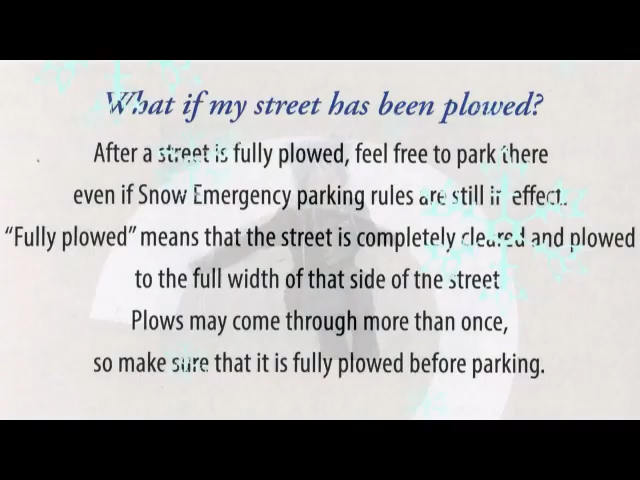 What if my street has been plowed?
After a street is fully plowed, feel free to park there
even if Snow Emergency parking rules are still in effect.
“Fully plowed” means that the street is completely cleared and plowed
to the full width of that side of the street
Plows may come through more than once,
so make sure that it is fully plowed before parking.